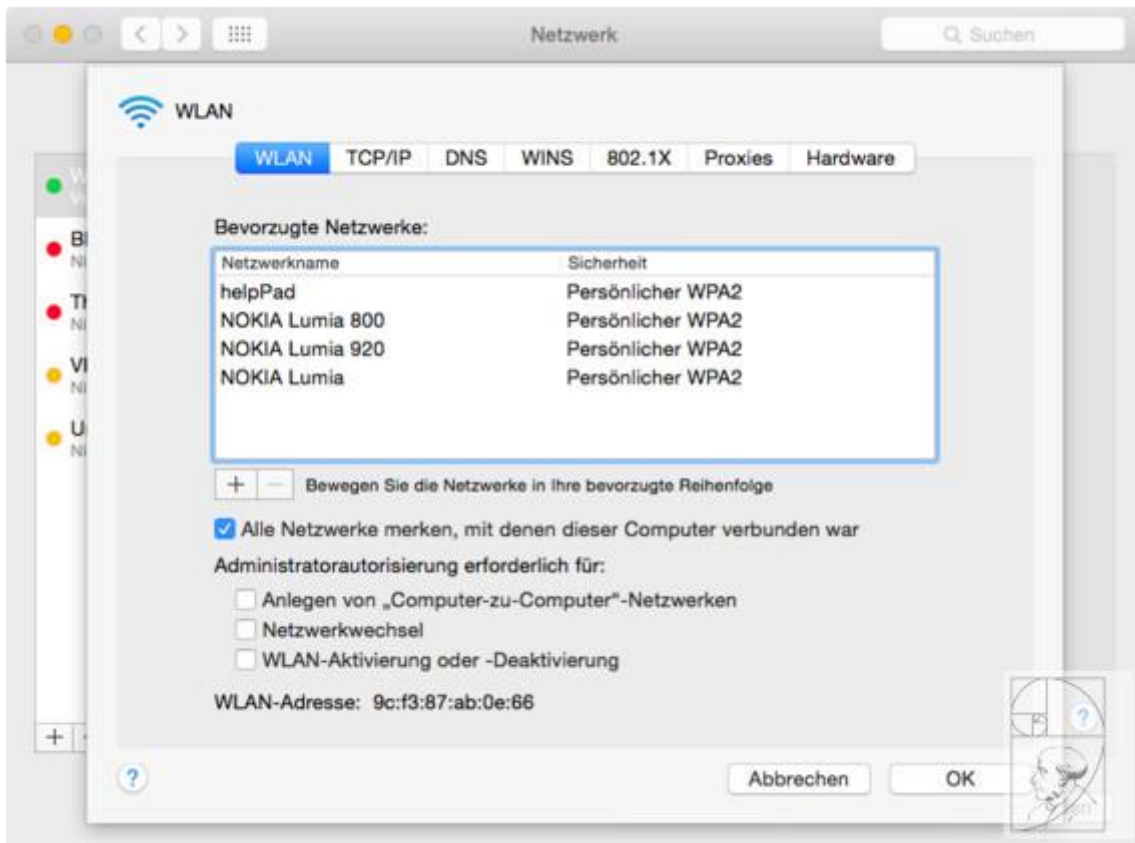 Netzwerk
Suchen
WLAN
WLAN TCP/IP DNS WINS 802.1X Proxies Hardware
Bevorzugte Netzwerke:
Netzwerkname Sicherheit
helpPad Persönlicher WPA2
NOKIA Lumia 800 Persönlicher WPA2
NOKIA Lumia 920 Persönlicher WPA2
NOKIA Lumia Persönlicher WPA2
Bewegen Sie die Netzwerke in Ihre bevorzugte Reihenfolge
Alle Netzwerke merken, mit denen dieser Computer verbunden war
Administratorautorisierung erforderlich für:
Anlegen von „Computer-zu-Computer“-Netzwerken
Netzwerkwechsel
WLAN-Aktivierung oder -Deaktivierung
WLAN-Adresse: 9c:f3:87:ab:0e:66
Abbrechen OK